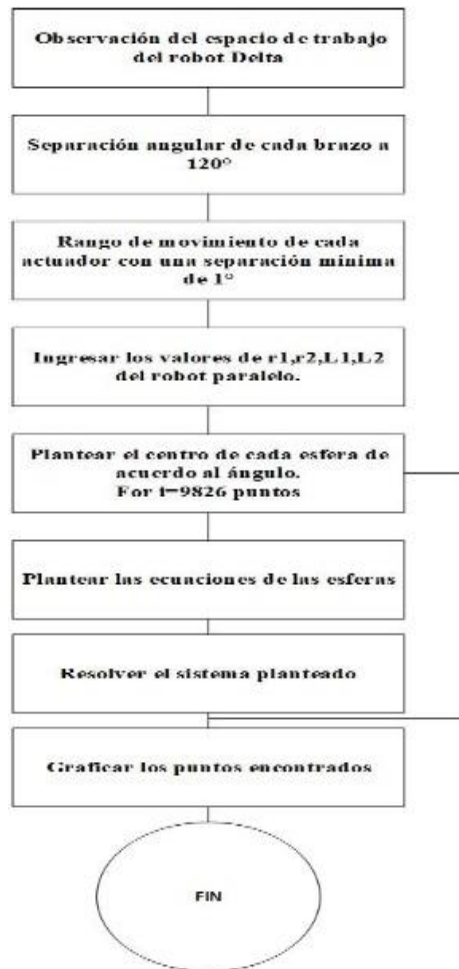 Observación del espacio de trabajo
del robot Delta
Separación angular de cada brazo a
120°
Rango de movimiento de cada
actuador con una separación mínima
de 1°
Ingresar los valores de r1,r2,L1,L2
del robot paralelo.
Plantear el centro de cada esfera de
acuerdo al ángulo.
For i=9826 puntos
Plantear las ecuaciones de las esferas
Resolver el sistema planteado
Graficar los puntos encontrados
FIN